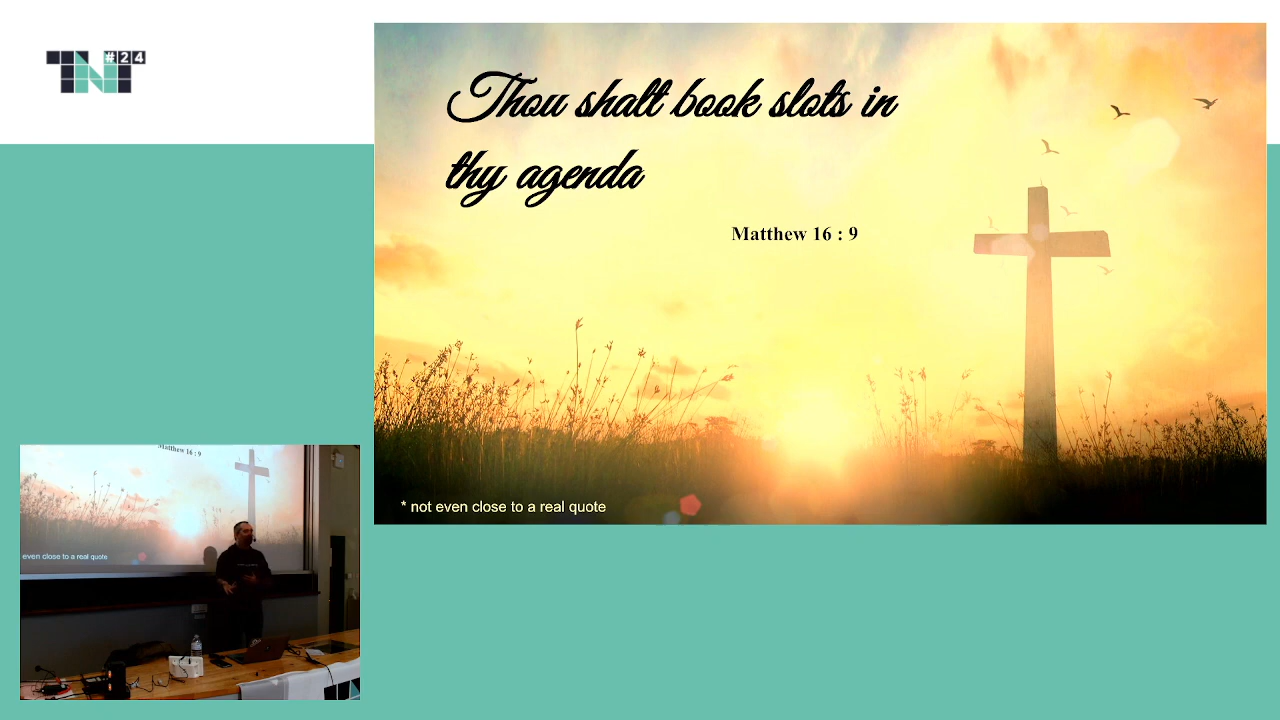 TNT #24
Thou shalt book slots in
thy agenda
Matthew 16 : 9
* not even close to a real quote
Matthew 16 : 9
even close to a real quote